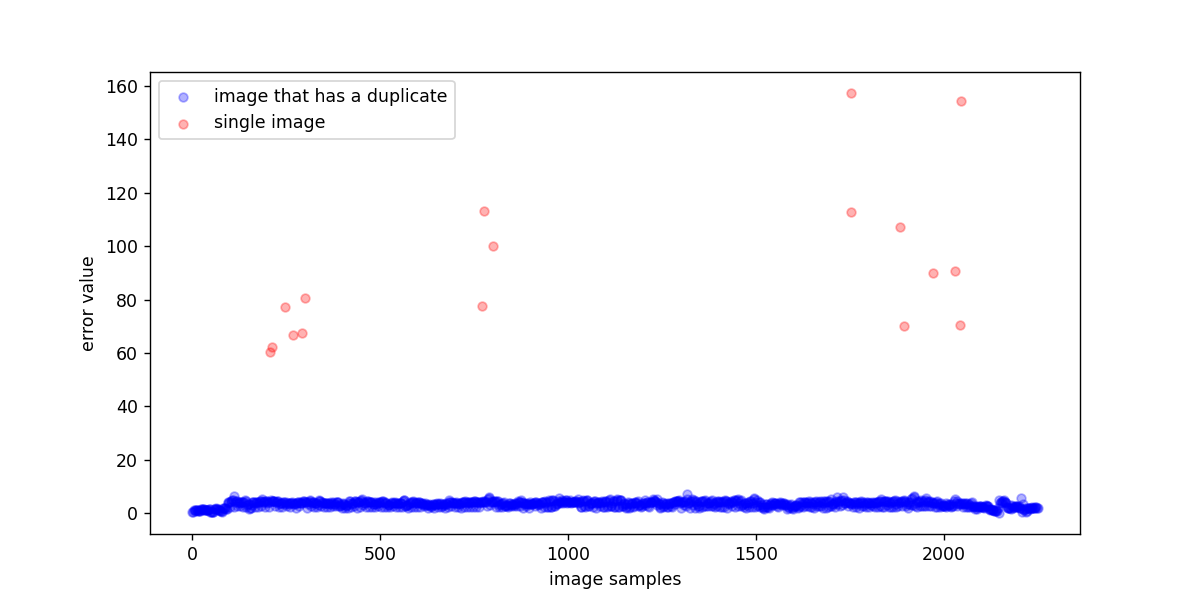 160
140
120
100
80
60
40
20
0
error value
image that has a duplicate
single image
0 500 1000 1500 2000
image samples